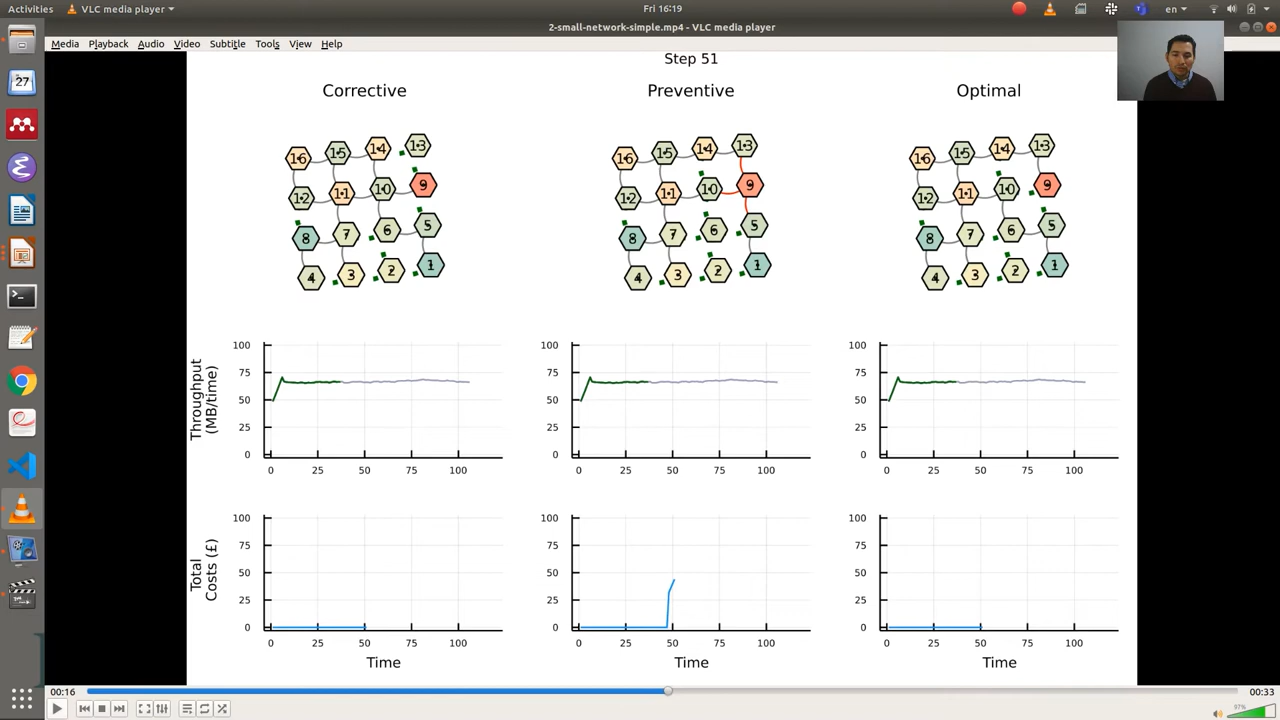 Activities VLC media player Fri 16:19 en
2-small-network-simple.mp4 - VLC media player
Media Playback Audio Video Subtitle Tools View Help
Step 51
Corrective Preventive Optimal
16 15 14 13
12 11 10 9
8 7 6 5
4 3 2 1
16 15 14 13
12 11 10 9
8 7 6 5
4 3 2 1
16 15 14 13
12 11 10 9
8 7 6 5
4 3 2 1
Throughput
(MB/time)
100 75 50 25 0
0 25 50 75 100
100 75 50 25 0
0 25 50 75 100
100 75 50 25 0
0 25 50 75 100
Total
Costs (£)
100 75 50 25 0
0 25 50 75 100
Time
100 75 50 25 0
0 25 50 75 100
Time
100 75 50 25 0
0 25 50 75 100
Time
00:16 00:33
97%
27